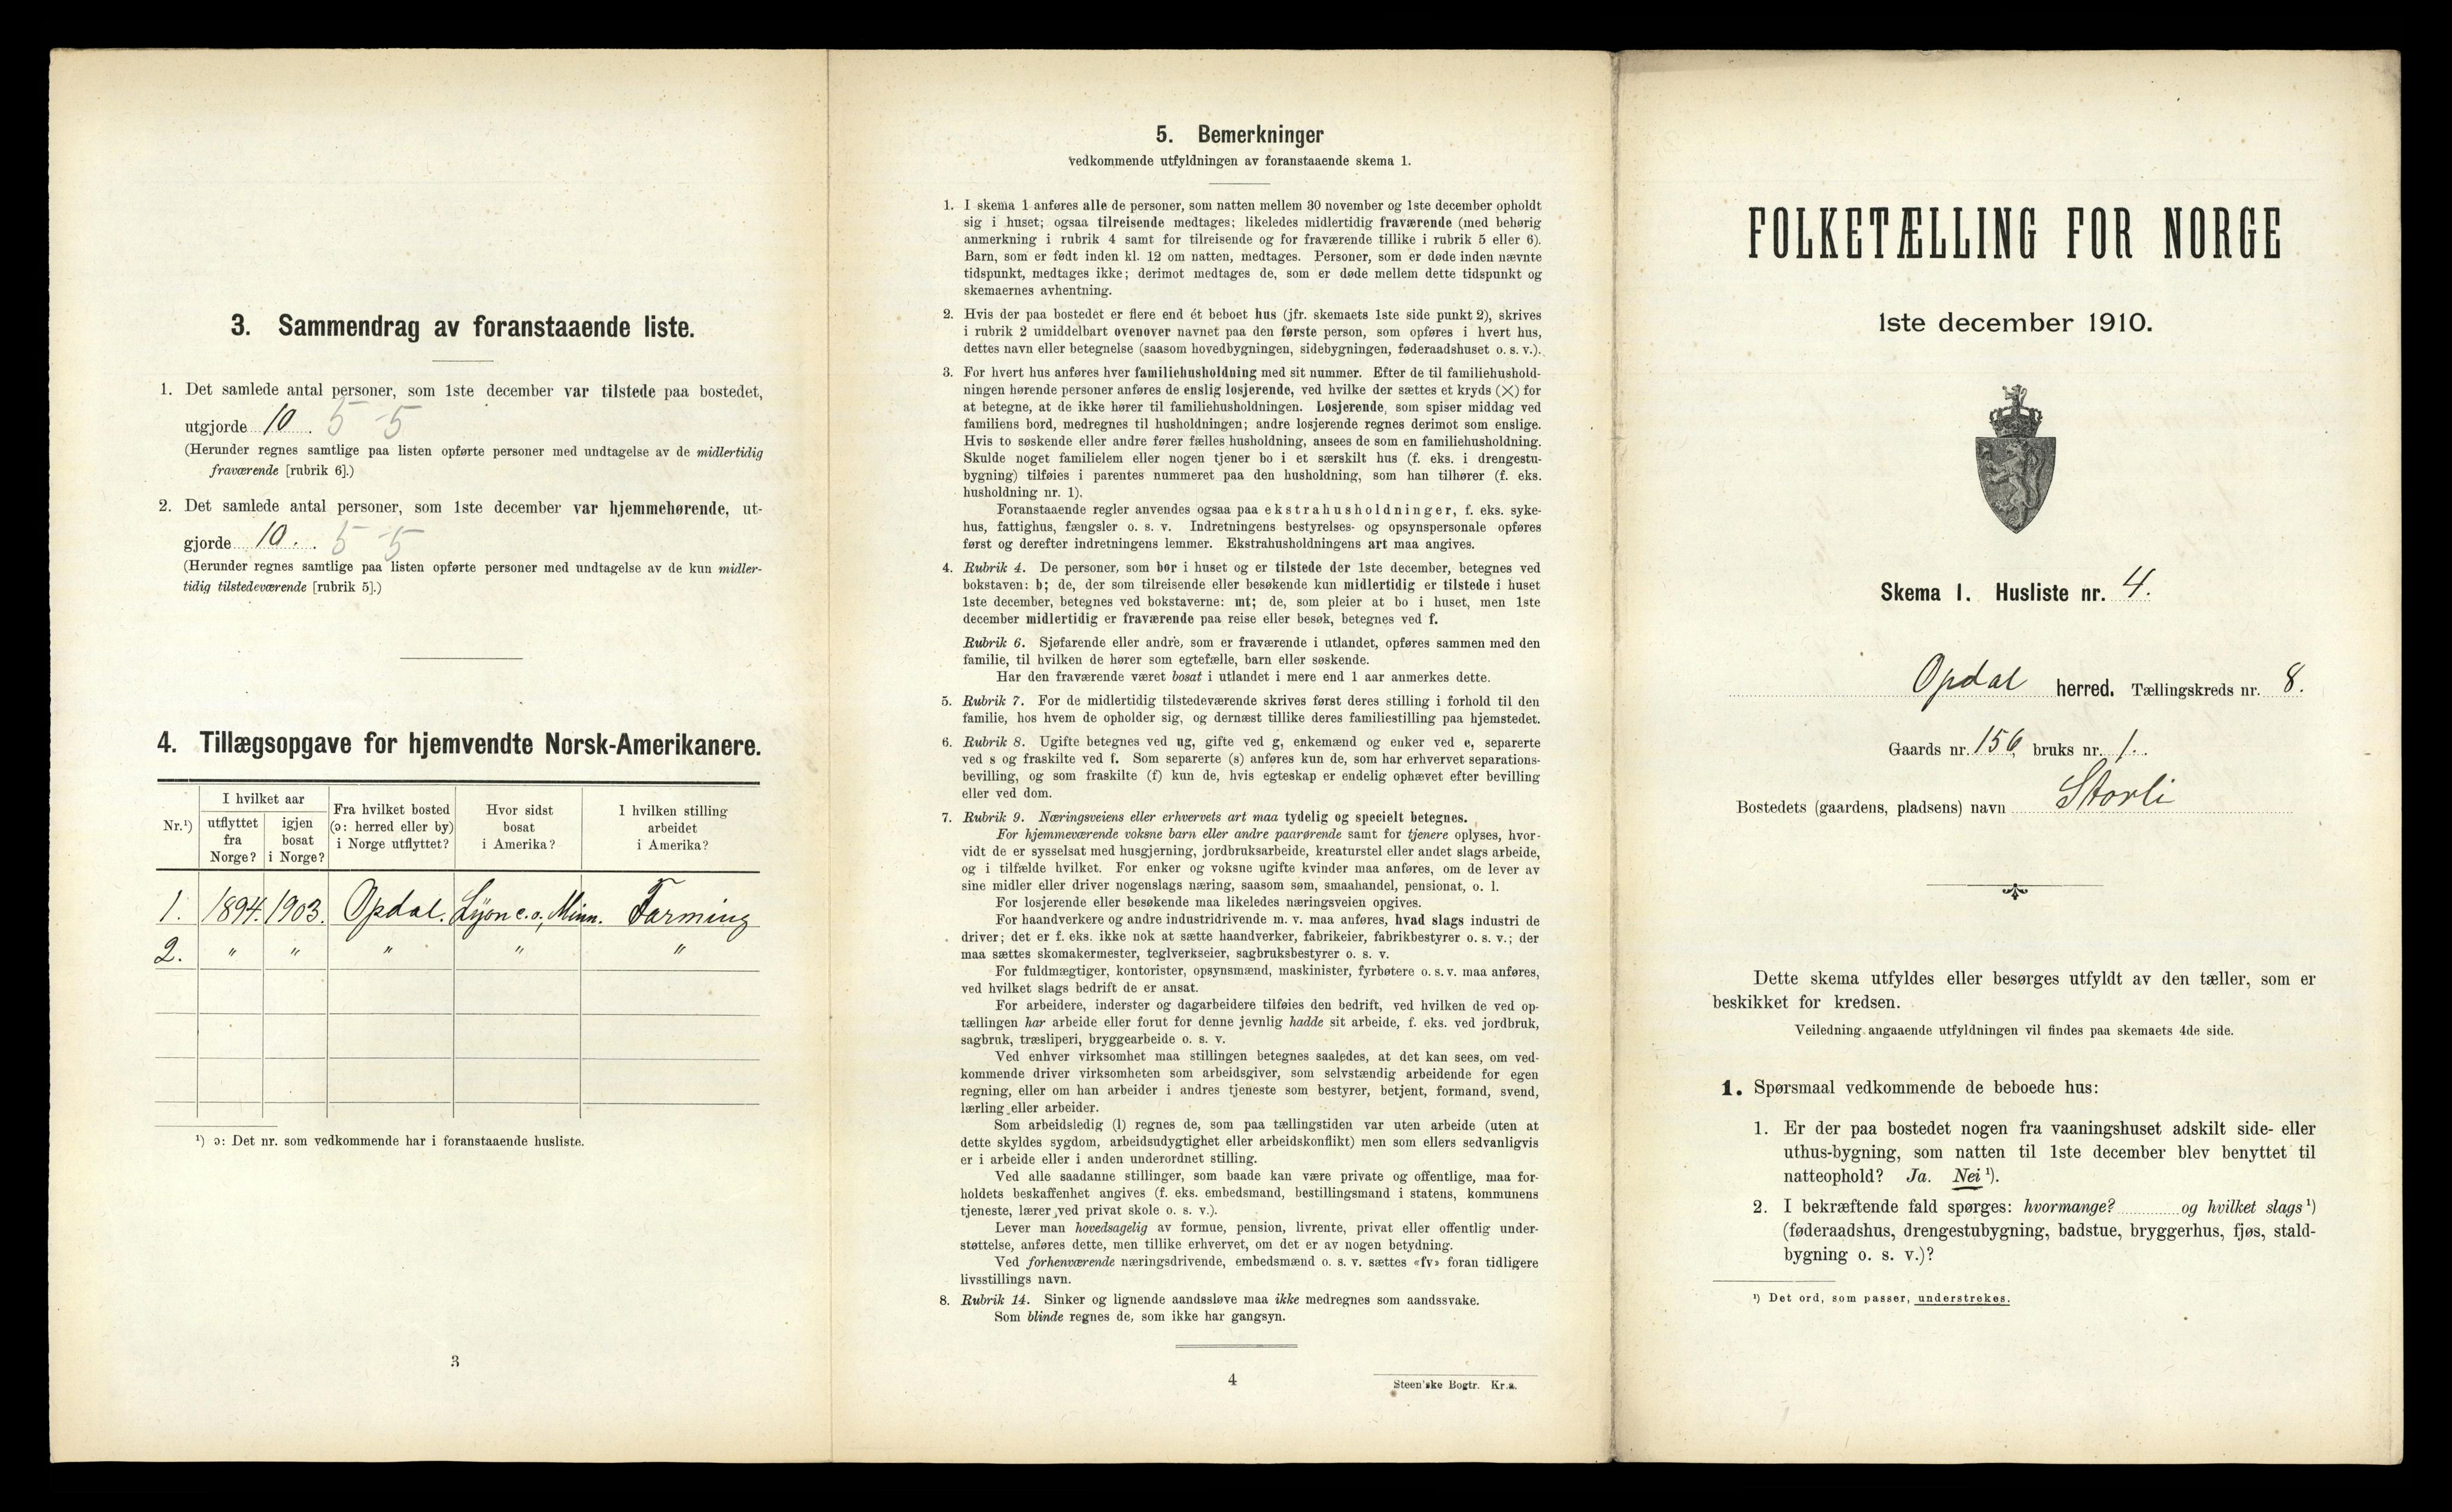 3. Sammendrag av foranstaaende liste.
1. Det samlede antal personer, som 1ste december var tilstede paa bostedet,
utgjorde 10. 5 - 5
(Herunder regnes samtlige paa listen opførte personer med undtagelse av de midlertidig
fraværende [rubrik 6].)
2. Det samlede antal personer, som 1ste december var hjemmehørende, ut-
gjorde 10. . 5 - 5
(Herunder regnes samtlige paa listen opførte personer med undtagelse av de kun midler-
tidig tilstedeværende [rubrik 5].)
4. Tillægsopgave for hjemvendte Norsk-Amerikanere.
Nr.¹)
I hvilket aar
utflyttet
fra
Norge?
igjen
bosat
i Norge?
Fra hvilket bosted
(ɔ: herred eller by)
i Norge utflyttet?
Hvor sidst
bosat
i Amerika?
I hvilken stilling
arbeidet
i Amerika?
1. 1894. 1903. Opdal. Lyon c.o., Minn. Farming
2. " " " " "
¹) ɔ: Det nr. som vedkommende har i foranstaaende husliste.
3
5. Bemerkninger
vedkommende utfyldningen av foranstaaende skema 1.
1. I skema 1 anføres alle de personer, som natten mellem 30 november og 1ste december opholdt
sig i huset; ogsaa tilreisende medtages; likeledes midlertidig fraværende (med behørig
anmerkning i rubrik 4 samt for tilreisende og for fraværende tillike i rubrik 5 eller 6).
Barn, som er født inden kl. 12 om natten, medtages. Personer, som er døde inden nævnte
tidspunkt, medtages ikke; derimot medtages de, som er døde mellem dette tidspunkt og
skemaernes avhentning.
2. Hvis der paa bostedet er flere end ét beboet hus (jfr. skemaets 1ste side punkt 2), skrives
i rubrik 2 umiddelbart ovenover navnet paa den første person, som opføres i hvert hus,
dettes navn eller betegnelse (saasom hovedbygningen, sidebygningen, føderaadshuset o. s. v.).
3. For hvert hus anføres hver familiehusholdning med sit nummer. Efter de til familiehushold-
ningen hørende personer anføres de enslig losjerende, ved hvilke der sættes et kryds (×) for
at betegne, at de ikke hører til familiehusholdningen. Losjerende, som spiser middag ved
familiens bord, medregnes til husholdningen; andre losjerende regnes derimot som enslige.
Hvis to søskende eller andre fører fælles husholdning, ansees de som en familiehusholdning.
Skulde noget familielem eller nogen tjener bo i et særskilt hus (f. eks. i drengestu-
bygning) tilføies i parentes nummeret paa den husholdning, som han tilhører (f. eks.
husholdning nr. 1).
Foranstaaende regler anvendes ogsaa paa ekstrahusholdninger, f. eks. syke-
hus, fattighus, fængsler o. s. v. Indretningens bestyrelses- og opsynspersonale opføres
først og derefter indretningens lemmer. Ekstrahusholdningens art maa angives.
4. Rubrik 4. De personer, som bor i huset og er tilstede der 1ste december, betegnes ved
bokstaven: b; de, der som tilreisende eller besøkende kun midlertidig er tilstede i huset
1ste december, betegnes ved bokstaverne: mt; de, som pleier at bo i huset, men 1ste
december midlertidig er fraværende paa reise eller besøk, betegnes ved f.
Rubrik 6. Sjøfarende eller andre, som er fraværende i utlandet, opføres sammen med den
familie, til hvilken de hører som egtefælle, barn eller søskende.
Har den fraværende været bosat i utlandet i mere end 1 aar anmerkes dette.
5. Rubrik 7. For de midlertidig tilstedeværende skrives først deres stilling i forhold til den
familie, hos hvem de opholder sig, og dernæst tillike deres familiestilling paa hjemstedet.
6. Rubrik 8. Ugifte betegnes ved ug, gifte ved g, enkemænd og enker ved e, separerte
ved s og fraskilte ved f. Som separerte (s) anføres kun de, som har erhvervet separations-
bevilling, og som fraskilte (f) kun de, hvis egteskap er endelig ophævet efter bevilling
eller ved dom.
7. Rubrik 9. Næringsveiens eller erhvervets art maa tydelig og specielt betegnes.
For hjemmeværende voksne barn eller andre paarørende samt for tjenere oplyses, hvor-
vidt de er sysselsat med husgjerning, jordbruksarbeide, kreaturstel eller andet slags arbeide,
og i tilfælde hvilket. For enker og voksne ugifte kvinder maa anføres, om de lever av
sine midler eller driver nogenslags næring, saasom søm, smaahandel, pensionat, o. l.
For losjerende eller besøkende maa likeledes næringsveien opgives.
For haandverkere og andre industridrivende m. v. maa anføres, hvad slags industri de
driver; det er f. eks. ikke nok at sætte haandverker, fabrikeier, fabrikbestyrer o. s. v.; der
maa sættes skomakermester, teglverkseier, sagbruksbestyrer o. s. v.
For fuldmægtiger, kontorister, opsynsmænd, maskinister, fyrbøtere o. s. v. maa anføres,
ved hvilket slags bedrift de er ansat.
For arbeidere, inderster og dagarbeidere tilføies den bedrift, ved hvilken de ved op-
tællingen har arbeide eller forut for denne jevnlig hadde sit arbeide, f. eks. ved jordbruk,
sagbruk, træsliperi, bryggearbeide o. s. v.
Ved enhver virksomhet maa stillingen betegnes saaledes, at det kan sees, om ved-
kommende driver virksomheten som arbeidsgiver, som selvstændig arbeidende for egen
regning, eller om han arbeider i andres tjeneste som bestyrer, betjent, formand, svend,
lærling eller arbeider.
Som arbeidsledig (l) regnes de, som paa tællingstiden var uten arbeide (uten at
dette skyldes sygdom, arbeidsudygtighet eller arbeidskonflikt) men som ellers sedvanligvis
er i arbeide eller i anden underordnet stilling.
Ved alle saadanne stillinger, som baade kan være private og offentlige, maa for-
holdets beskaffenhet angives (f. eks. embedsmand, bestillingsmand i statens, kommunens
tjeneste, lærer ved privat skole o. s. v.).
Lever man hovedsagelig av formue, pension, livrente, privat eller offentlig under-
støttelse, anføres dette, men tillike erhvervet, om det er av nogen betydning.
Ved forhenværende næringsdrivende, embedsmænd o. s. v. sættes «fv» foran tidligere
livsstillings navn.
8. Rubrik 14. Sinker og lignende aandssløve maa ikke medregnes som aandssvake.
Som blinde regnes de, som ikke har gangsyn.
4
Steen'ske Bogtr. Kr.a.
FOLKETÆLLING FOR NORGE
1ste december 1910.
Skema 1. Husliste nr. 4.
Opdal herred. Tællingskreds nr. 8.
Gaards nr. 156, bruks nr. 1.
Bostedets (gaardens, pladsens) navn Storli
Dette skema utfyldes eller besørges utfyldt av den tæller, som er
beskikket for kredsen.
Veiledning angaaende utfyldningen vil findes paa skemaets 4de side.
1. Spørsmaal vedkommende de beboede hus:
1. Er der paa bostedet nogen fra vaaningshuset adskilt side- eller
uthus-bygning, som natten til 1ste december blev benyttet til
natteophold? Ja. Nei ¹).
2. I bekræftende fald spørges: hvormange? og hvilket slags ¹)
(føderaadshus, drengestubygning, badstue, bryggerhus, fjøs, stald-
bygning o. s. v.)?
¹) Det ord, som passer, understrekes.